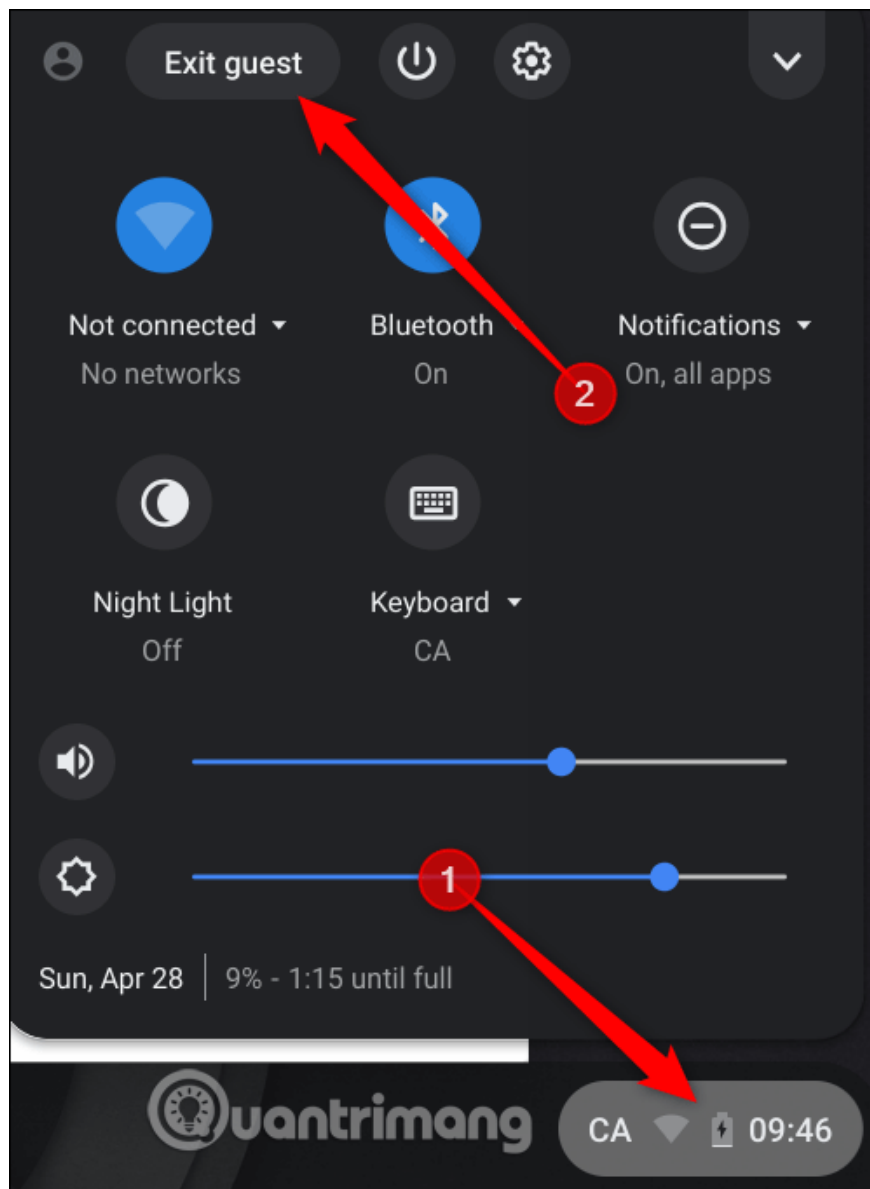 Exit guest
Not connected Bluetooth Notifications
No networks On On, all apps
2
Night Light Keyboard
Off CA
1
Sun, Apr 28 9% - 1:15 until full
Quantrimang
CA 09:46